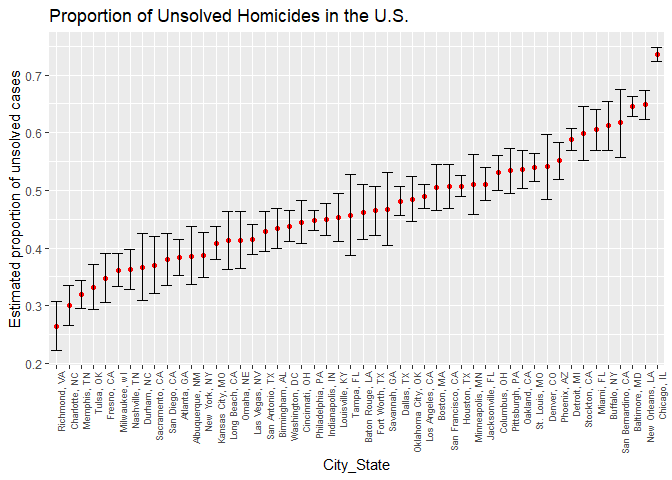 Proportion of Unsolved Homicides in the U.S.
Estimated proportion of unsolved cases
0.7
0.6
0.5
0.4
0.3
0.2
Richmond, VA
Charlotte, NC
Memphis, TN
Tulsa, OK
Fresno, CA
Milwaukee, wI
Nashville, TN
Durham, NC
Sacramento, CA
San Diego, CA
Atlanta, GA
Albuquerque, NM
New York, NY
Kansas City, MO
Long Beach, CA
Omaha, NE
Las Vegas, NV
San Antonio, TX
Birmingham, AL
Washington, DC
Cincinnati, OH
Philadelphia, PA
Indianapolis, IN
Louisville, KY
Tampa, FL
Baton Rouge, LA
Fort Worth, TX
Savannah, GA
Dallas, TX
Oklahoma City, OK
Los Angeles, CA
Boston, MA
San Francisco, CA
Houston, TX
Minneapolis, MN
Jacksonville, FL
Columbus, OH
Pittsburgh, PA
Oakland, CA
St. Louis, MO
Denver, CO
Phoenix, AZ
Detroit, MI
Stockton, CA
Miami, FL
Buffalo, NY
San Bernardino, CA
Baltimore, MD
New Orleans, LA
Chicago, IL
City_State